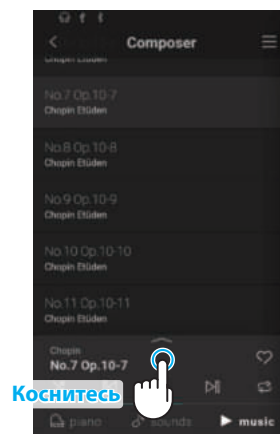 Composer
Chopin Etüden
No.7 Op.10-7
Chopin Etüden
No.8 Op.10-8
Chopin Etüden
No.9 Op.10-9
Chopin Etüden
No.10 Op.10-10
Chopin Etüden
No.11 Op.10-11
Chopin Etüden
Chopin
No.7 Op.10-7
Коснитесь
piano sounds music